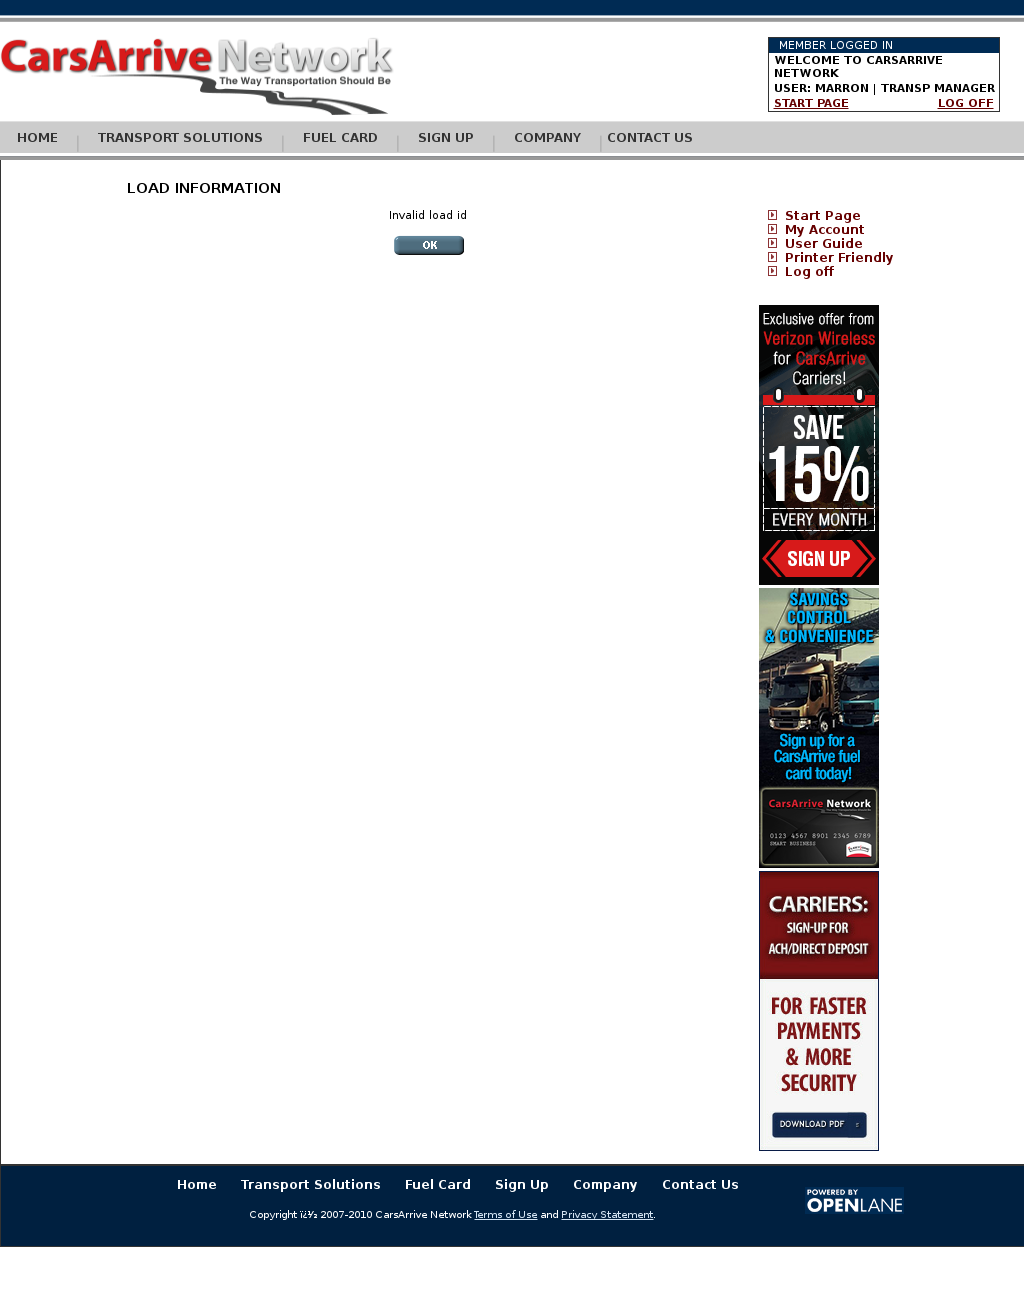 CarsArrive Network
The Way Transportation Should Be
MEMBER LOGGED IN
WELCOME TO CARSARRIVE
NETWORK
USER: MARRON | TRANSP MANAGER
START PAGE LOG OFF
HOME | TRANSPORT SOLUTIONS | FUEL CARD | SIGN UP | COMPANY | CONTACT US
LOAD INFORMATION
Invalid load id
OK
Start Page
My Account
User Guide
Printer Friendly
Log off
Exclusive offer from
Verizon Wireless
for CarsArrive
Carriers!
SAVE
15%
EVERY MONTH
SIGN UP
SAVINGS
CONTROL
& CONVENIENCE
Sign up for a
CarsArrive fuel
card today!
CarsArrive Network
0123 4567 8901 2345 6789
SMART BUSINESS
CARRIERS:
SIGN-UP FOR
ACH/DIRECT DEPOSIT
FOR FASTER
PAYMENTS
& MORE
SECURITY
DOWNLOAD PDF
Home Transport Solutions Fuel Card Sign Up Company Contact Us
Copyright ï¿½ 2007-2010 CarsArrive Network Terms of Use and Privacy Statement.
POWERED BY
OPENLANE